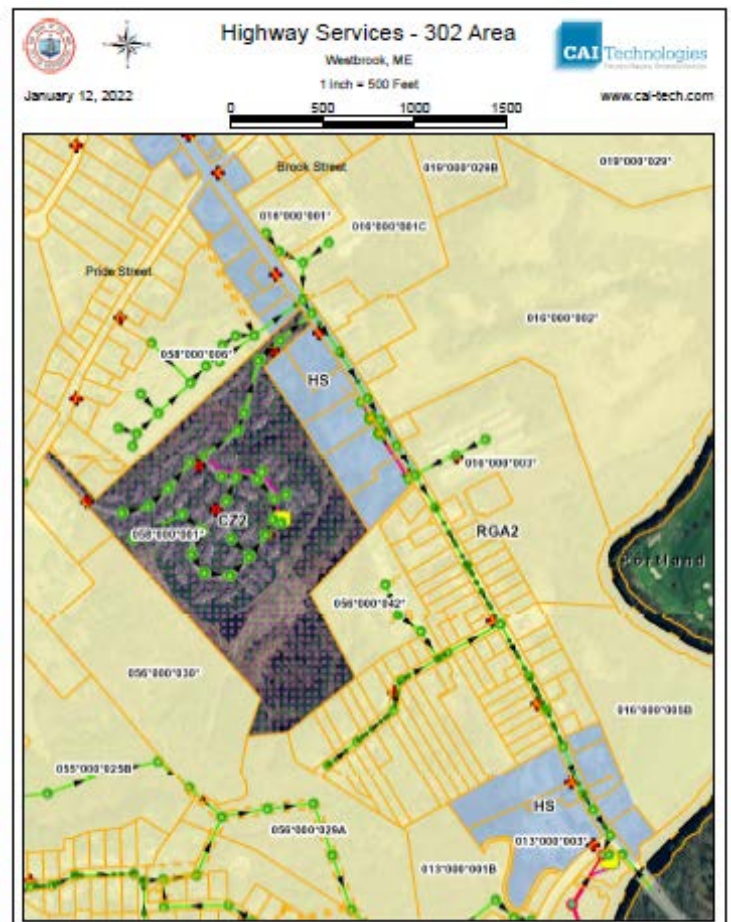 Highway Services - 302 Area
Westbrook, ME
CAI Technologies
1 inch = 500 Feet
January 12, 2022
www.cai-tech.com
0 500 1000 1500
Brook Street
019*000*029B
019*000*029*
016*000*001*
016*000*001C
Pride Street
016*000*002*
058*000*006*
HS
016*000*003*
CZ2
RGA2
058*000*001*
Portland
056*000*042*
056*000*030*
016*000*005B
055*000*025B
HS
056*000*029A
013*000*003*
013*000*001B